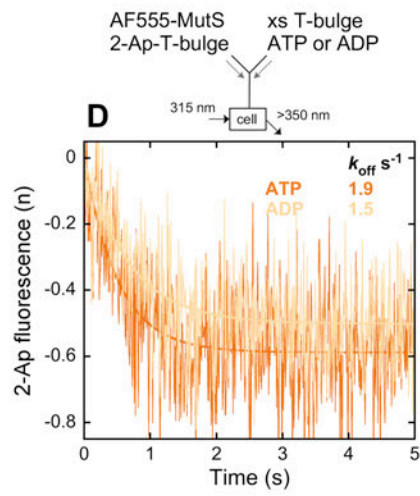 AF555-MutS xs T-bulge
2-Ap-T-bulge ATP or ADP
315 nm cell >350 nm
D
koff s-1
ATP 1.9
ADP 1.5
0
-0.2
-0.4
-0.6
-0.8
2-Ap fluorescence (n)
0 1 2 3 4 5
Time (s)